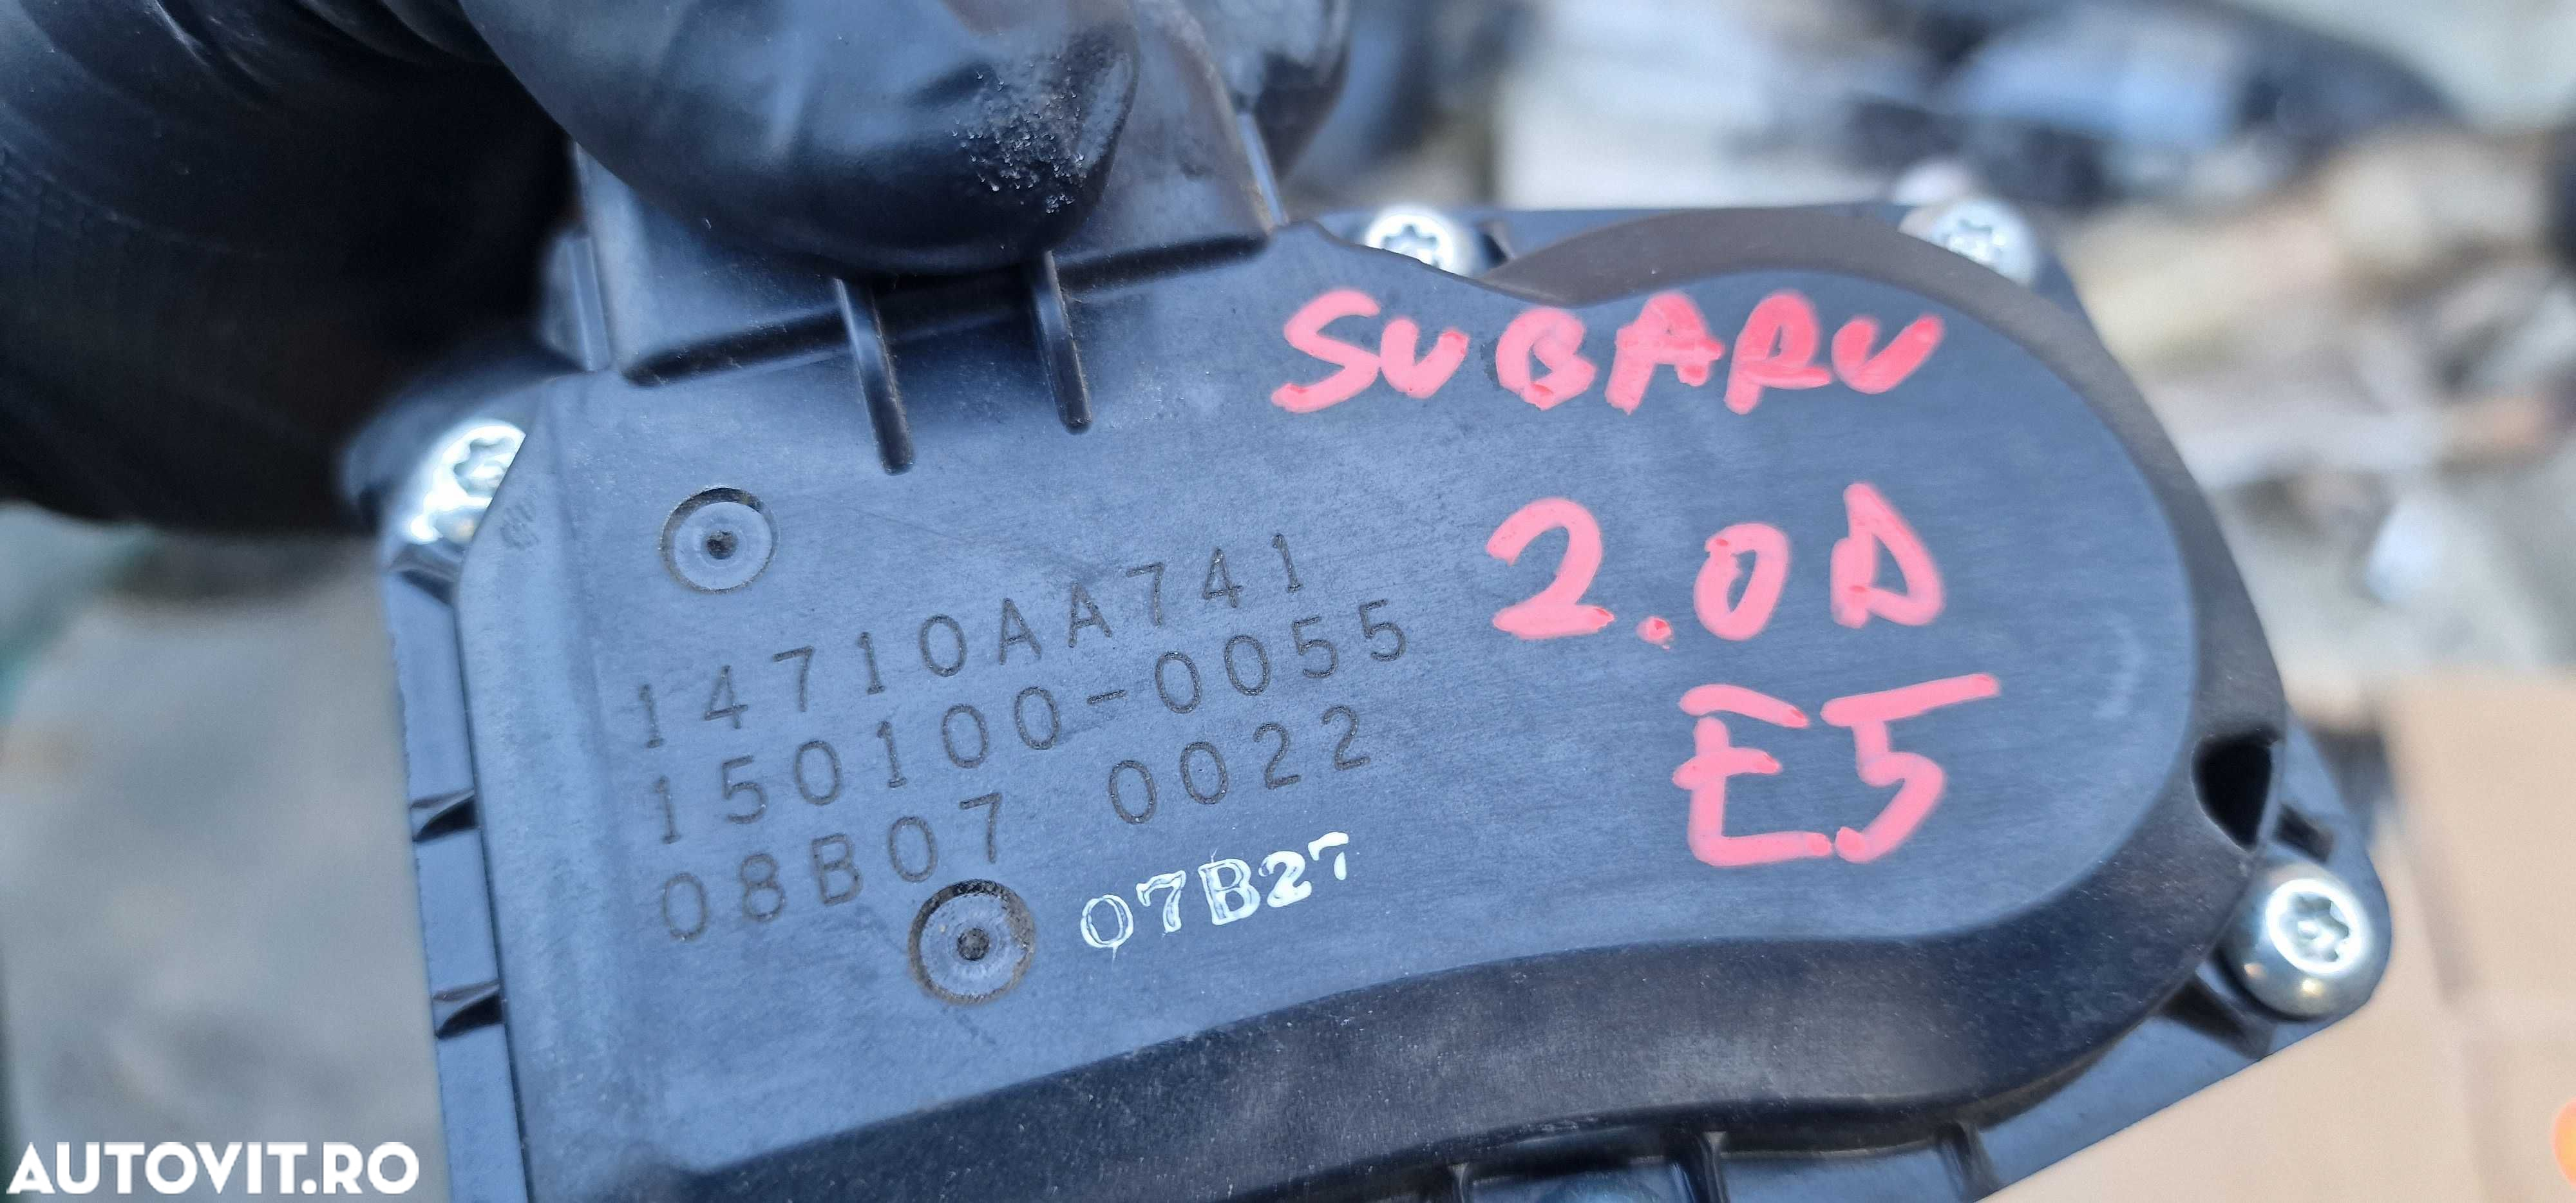 SUBARU
2.0D
E5
14710AA741
150100-0055
08B07 0022
07B27
AUTOVIT.RO